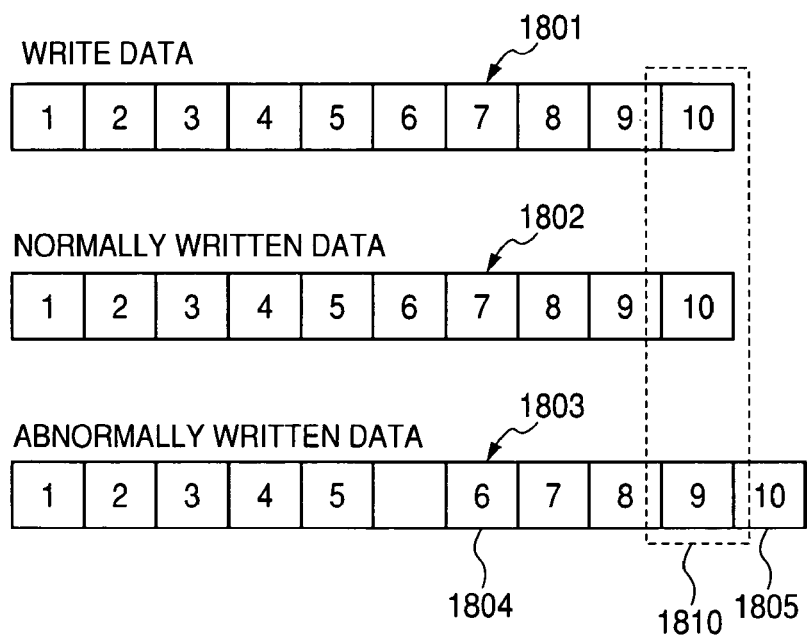 1801
WRITE DATA
1 2 3 4 5 6 7 8 9 10
1802
NORMALLY WRITTEN DATA
1 2 3 4 5 6 7 8 9 10
1803
ABNORMALLY WRITTEN DATA
1 2 3 4 5 6 7 8 9 10
1804 1810 1805